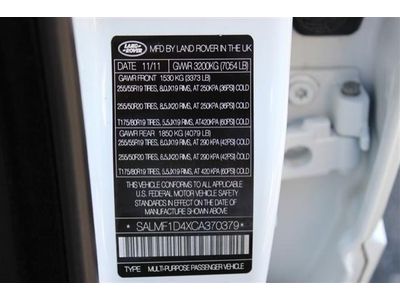 LAND ROVER
MFD BY LAND ROVER IN THE UK
DATE 11/11 GVWR 3200KG (7054 LB)
GAWR FRONT 1530 KG (3373 LB)
255/55R19 TIRES, 8.0JX19 RIMS, AT 250KPA (36PSI) COLD
255/50R20 TIRES, 8.5JX20 RIMS, AT 250KPA (36PSI) COLD
T175/80R19 TIRES, 5.5JX19 RIMS, AT 420KPA (60PSI) COLD
GAWR REAR 1850 KG (4079 LB)
255/55R19 TIRES, 8.0JX19 RIMS, AT 290 KPA (42PSI) COLD
255/50R20 TIRES, 8.5JX20 RIMS, AT 290 KPA (42PSI) COLD
T175/80R19 TIRES, 5.5JX19 RIMS, AT 420 KPA (60PSI) COLD
THIS VEHICLE CONFORMS TO ALL APPLICABLE
U.S. FEDERAL MOTOR VEHICLE SAFETY
STANDARDS IN EFFECT ON THE DATE OF
MANUFACTURE SHOWN ABOVE
* SALMF1D4XCA370379 *
TYPE MULTI-PURPOSE PASSENGER VEHICLE